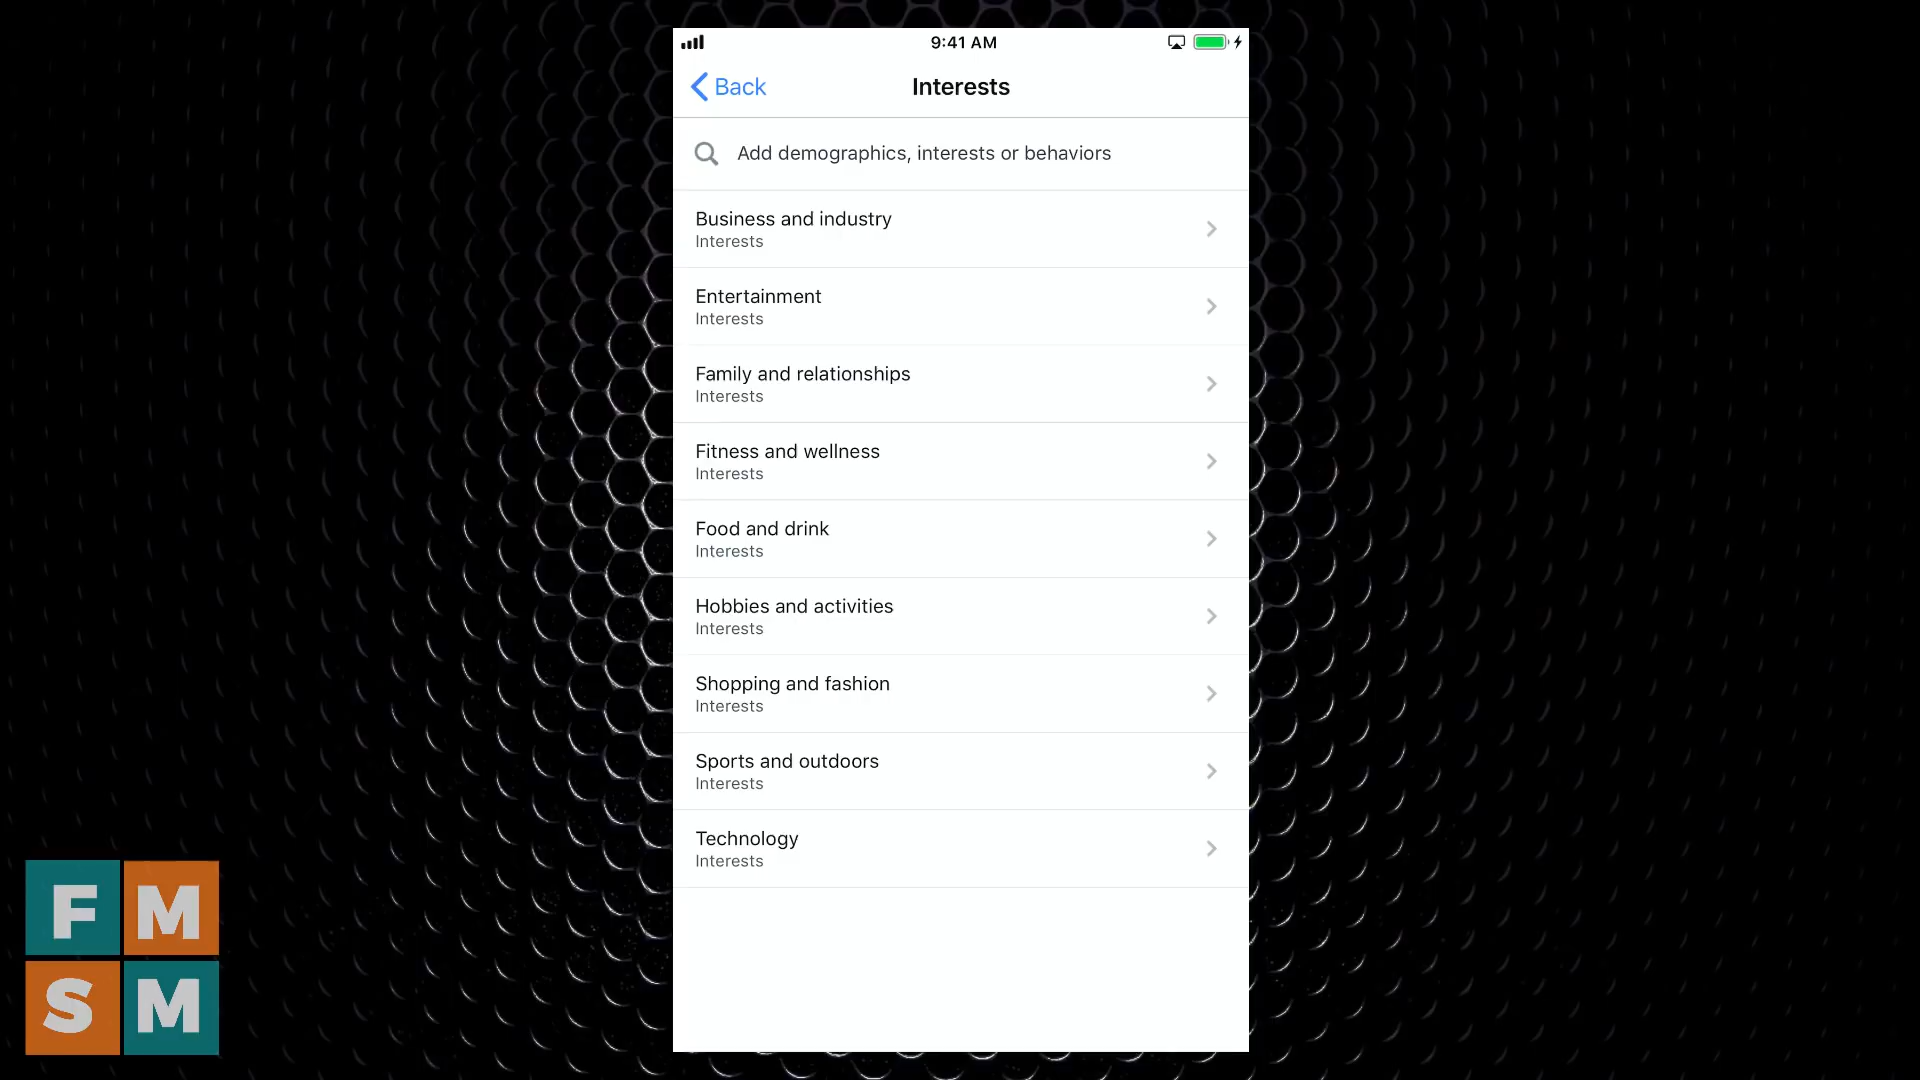 9:41 AM
Back
Interests
Add demographics, interests or behaviors
Business and industry
Interests
Entertainment
Interests
Family and relationships
Interests
Fitness and wellness
Interests
Food and drink
Interests
Hobbies and activities
Interests
Shopping and fashion
Interests
Sports and outdoors
Interests
Technology
Interests
F M
S M